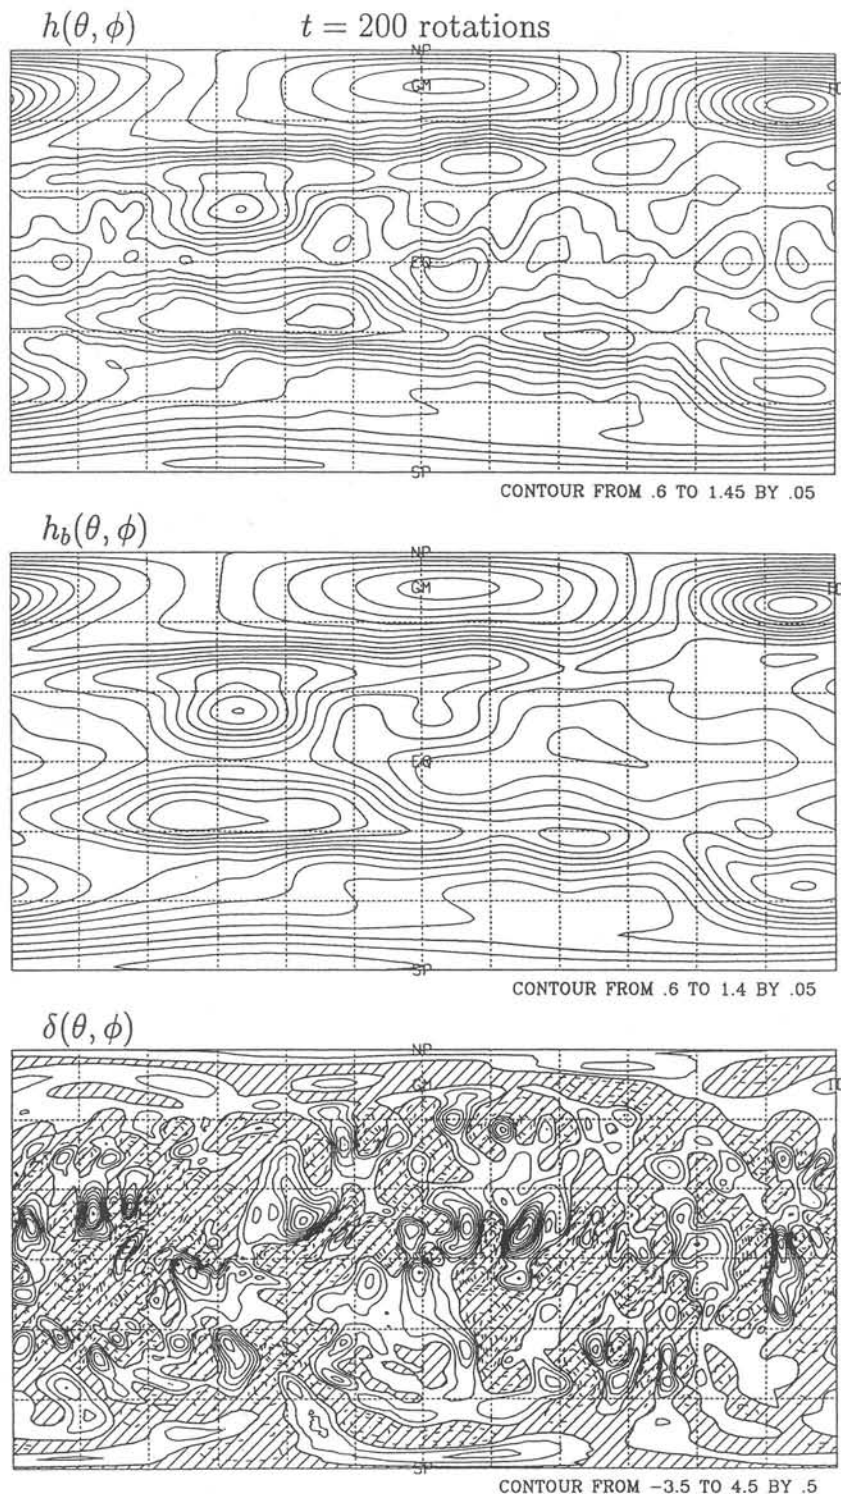 h(θ, ϕ) t = 200 rotations
NP
GM
EQ
SP
CONTOUR FROM .6 TO 1.45 BY .05
h_b(θ, ϕ)
NP
GM
EQ
SP
CONTOUR FROM .6 TO 1.4 BY .05
δ(θ, ϕ)
NP
GM
SP
CONTOUR FROM −3.5 TO 4.5 BY .5